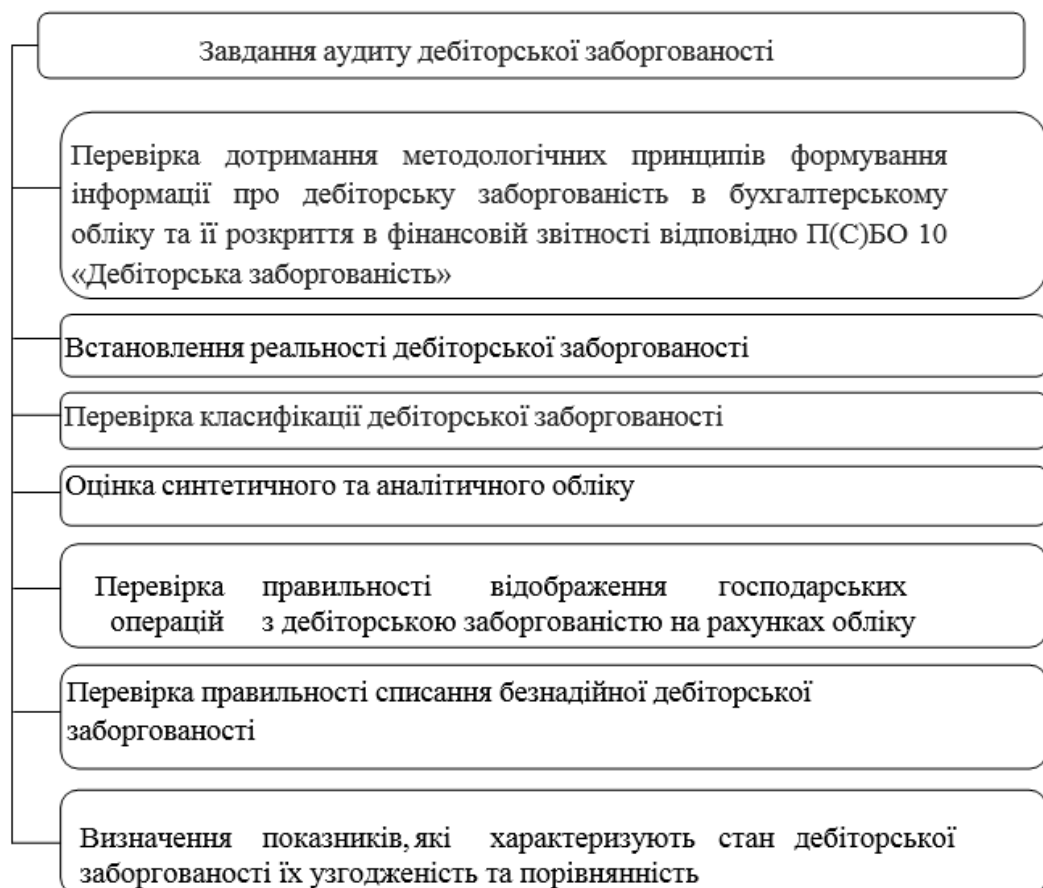 Завдання аудиту дебіторської заборгованості
Перевірка дотримання методологічних принципів формування
інформації про дебіторську заборгованість в бухгалтерському
обліку та її розкриття в фінансовій звітності відповідно П(С)БО 10
«Дебіторська заборгованість»
Встановлення реальності дебіторської заборгованості
Перевірка класифікації дебіторської заборгованості
Оцінка синтетичного та аналітичного обліку
Перевірка правильності відображення господарських
операцій з дебіторською заборгованістю на рахунках обліку
Перевірка правильності списання безнадійної дебіторської
заборгованості
Визначення показників, які характеризують стан дебіторської
заборгованості їх узгодженість та порівнянність